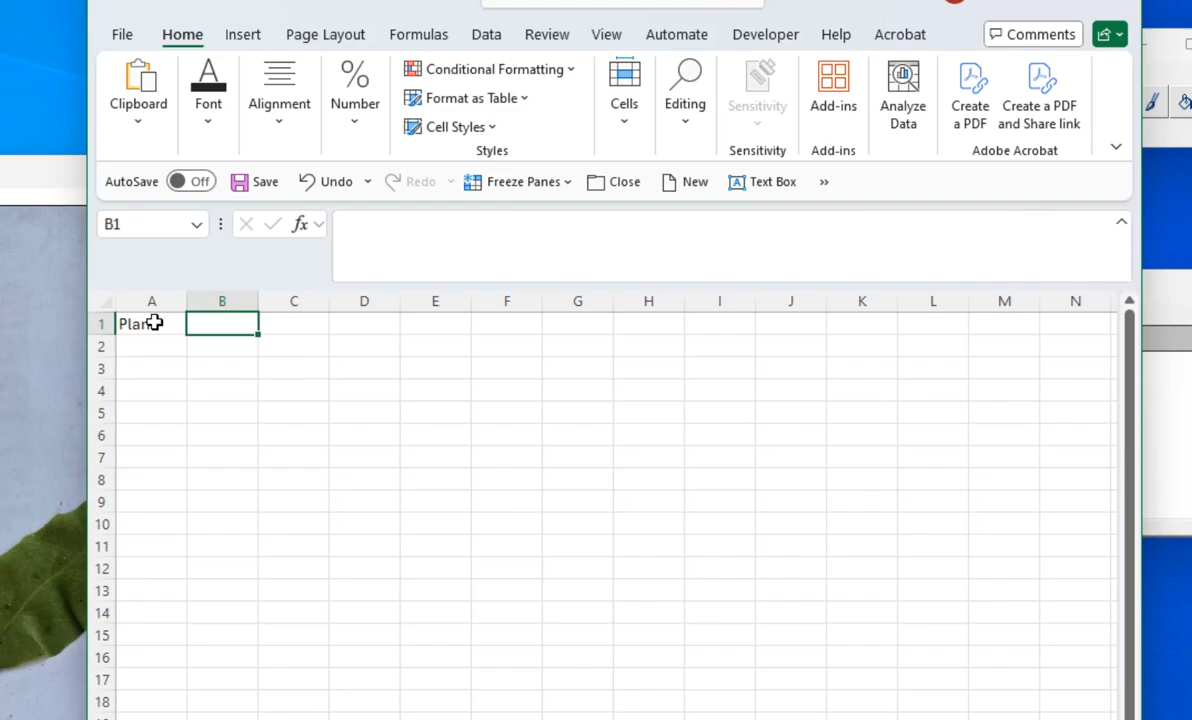 File Home Insert Page Layout Formulas Data Review View Automate Developer Help Acrobat Comments
Clipboard
Font
Alignment
Number
Conditional Formatting
Format as Table
Cell Styles
Styles
Cells
Editing
Sensitivity
Sensitivity
Add-ins
Add-ins
Analyze
Data
Create
a PDF
Create a PDF
and Share link
Adobe Acrobat
AutoSave Off Save Undo Redo Freeze Panes Close New Text Box »
B1 fx
A B C D E F G H I J K L M N
1
2
3
4
5
6
7
8
9
10
11
12
13
14
15
16
17
18